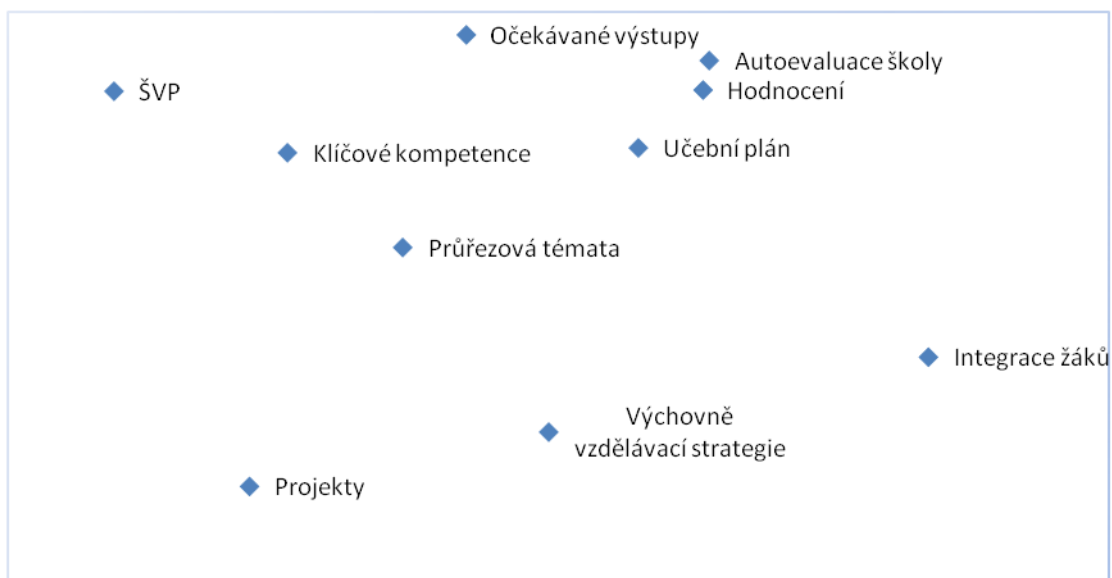 Očekávané výstupy
Autoevaluace školy
ŠVP
Hodnocení
Klíčové kompetence
Učební plán
Průřezová témata
Integrace žáků
Výchovně
vzdělávací strategie
Projekty